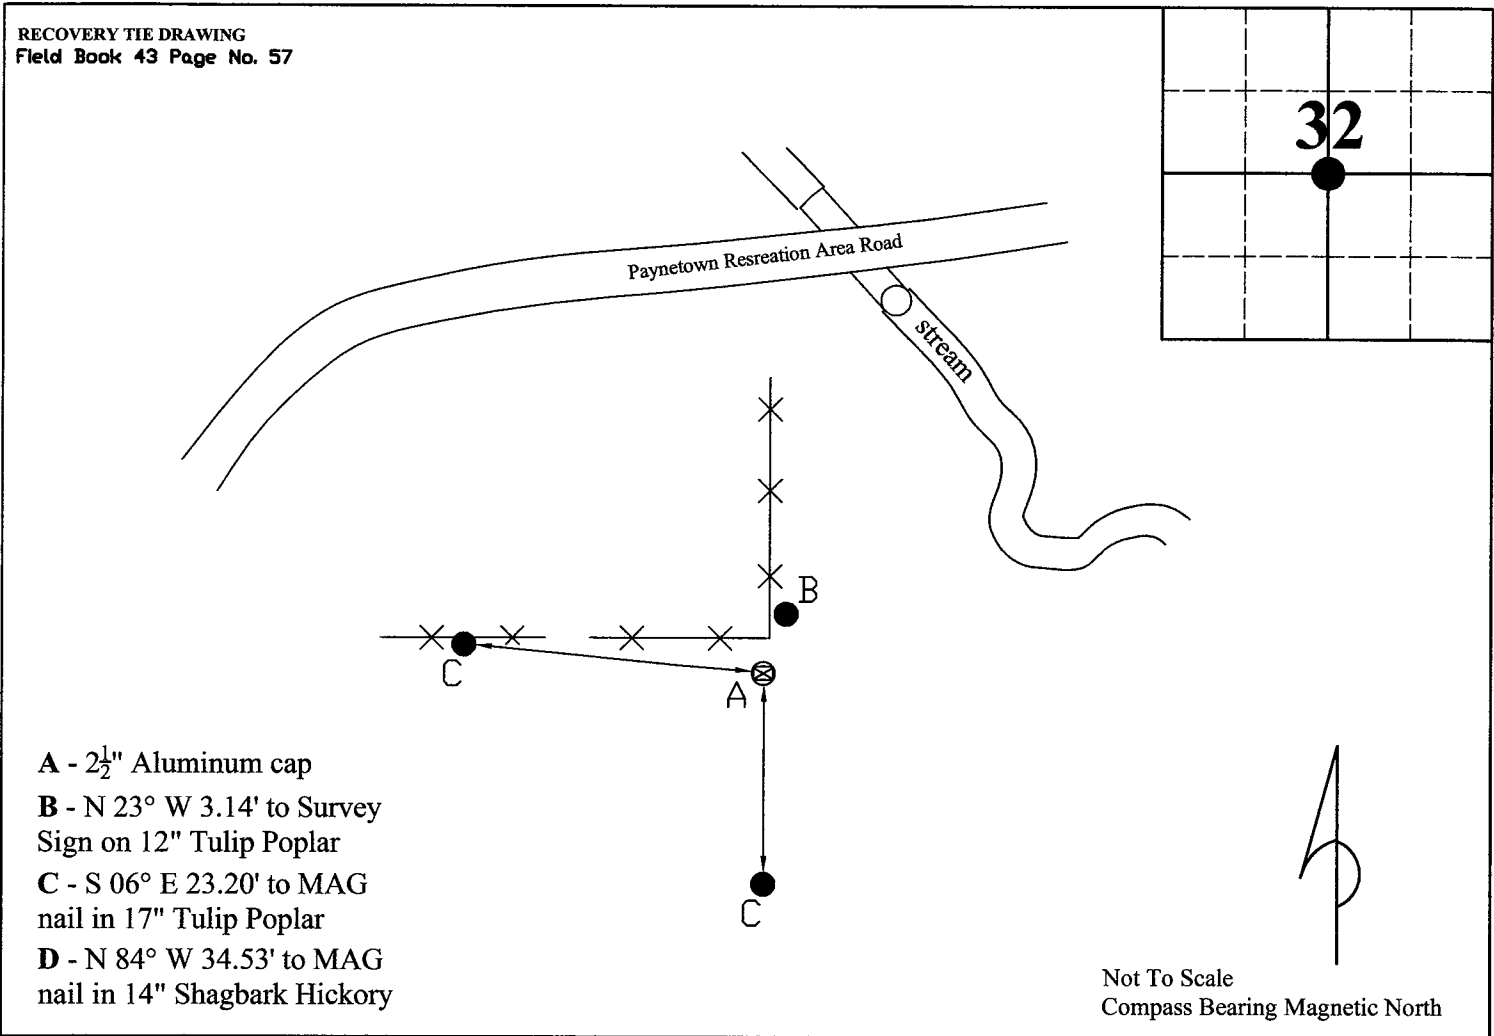 RECOVERY TIE DRAWING
Field Book 43 Page No. 57
32
Paynetown Resreation Area Road
stream
B
C
A
C
A - 2½" Aluminum cap
B - N 23° W 3.14' to Survey
Sign on 12" Tulip Poplar
C - S 06° E 23.20' to MAG
nail in 17" Tulip Poplar
D - N 84° W 34.53' to MAG
nail in 14" Shagbark Hickory
Not To Scale
Compass Bearing Magnetic North